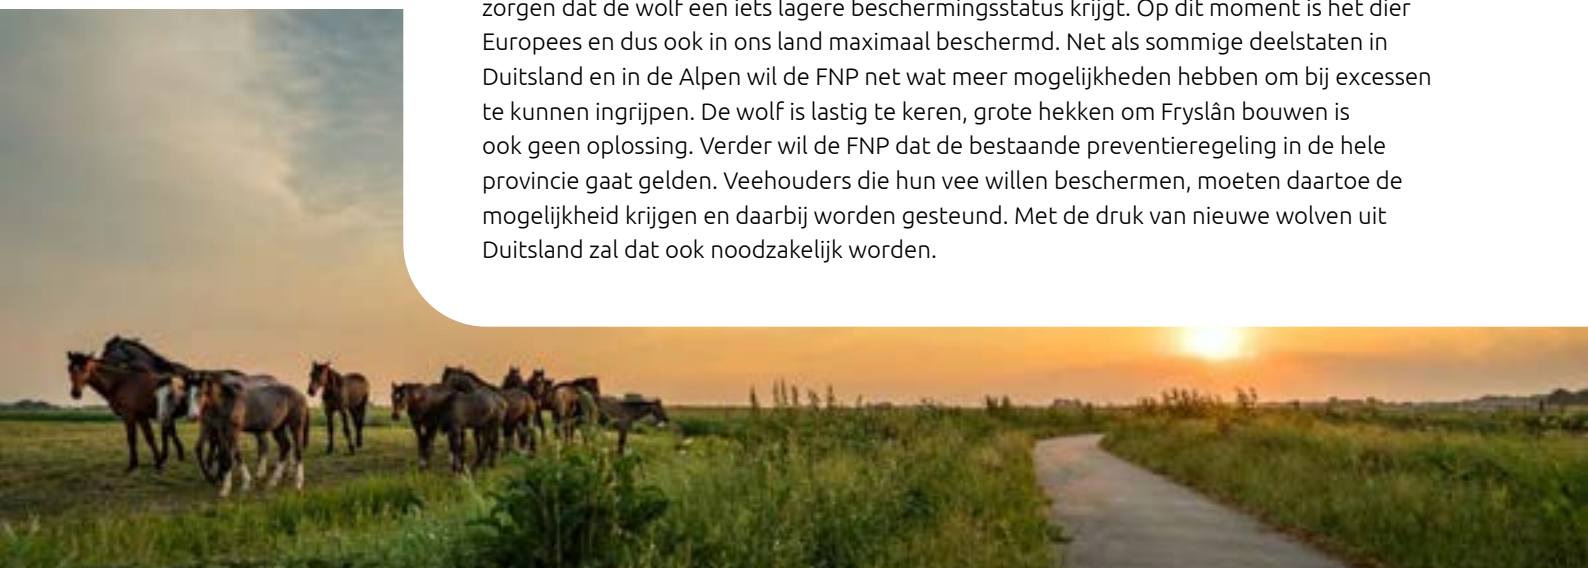 zorgen dat de wolf een iets lagere beschermingsstatus krijgt. Op dit moment is het dier
Europees en dus ook in ons land maximaal beschermd. Net als sommige deelstaten in
Duitsland en in de Alpen wil de FNP net wat meer mogelijkheden hebben om bij excessen
te kunnen ingrijpen. De wolf is lastig te keren, grote hekken om Fryslân bouwen is
ook geen oplossing. Verder wil de FNP dat de bestaande preventieregeling in de hele
provincie gaat gelden. Veehouders die hun vee willen beschermen, moeten daartoe de
mogelijkheid krijgen en daarbij worden gesteund. Met de druk van nieuwe wolven uit
Duitsland zal dat ook noodzakelijk worden.